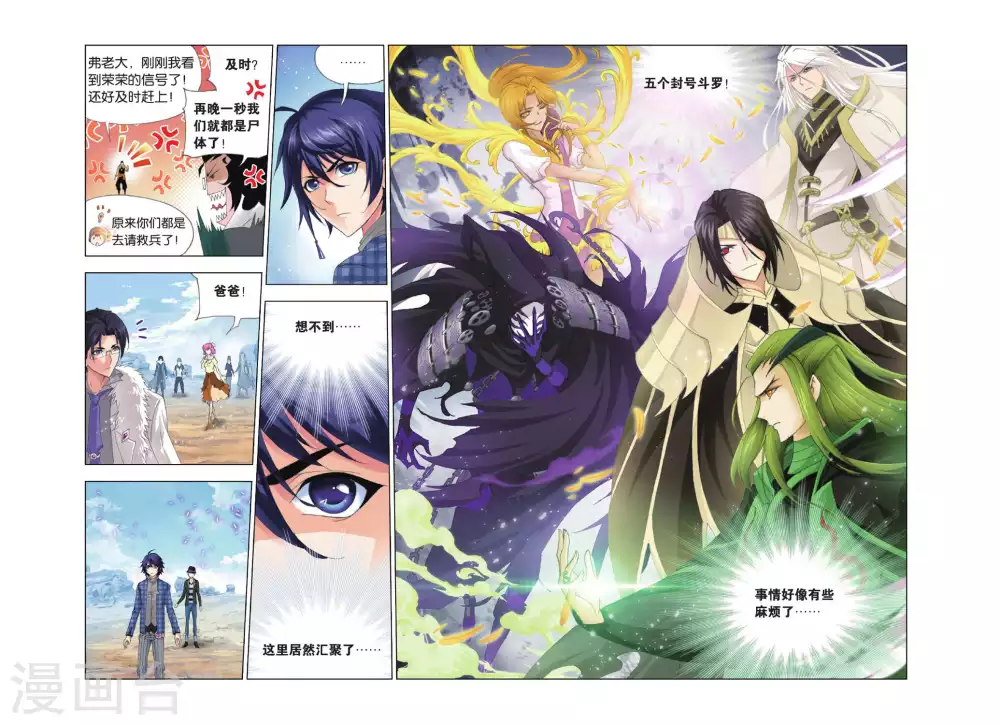 弗老大，刚刚我看
到荣荣的信号了！
还好及时赶上！
及时？
再晚一秒我
们就都是尸
体了！
原来你们都是
去请救兵了！
……
爸爸！
想不到……
这里居然汇聚了……
五个封号斗罗！
事情好像有些
麻烦了……
漫画台